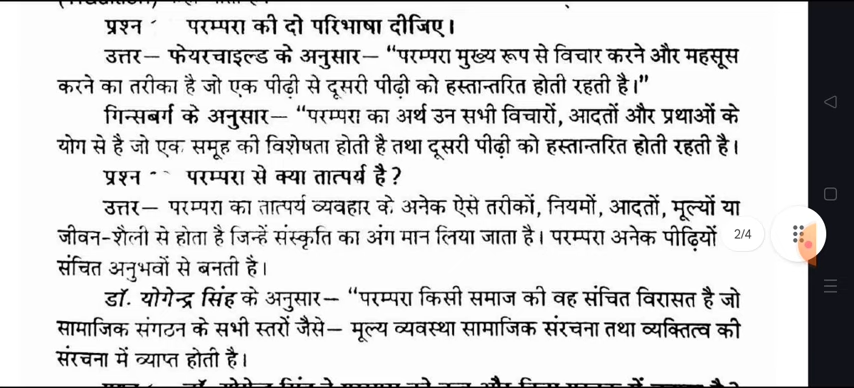 (Tradition)
प्रश्न परम्परा की दो परिभाषा दीजिए।
उत्तर— फेयरचाइल्ड के अनुसार— “परम्परा मुख्य रूप से विचार करने और महसूस
करने का तरीका है जो एक पीढ़ी से दूसरी पीढ़ी को हस्तान्तरित होती रहती है।”
गिन्सबर्ग के अनुसार— “परम्परा का अर्थ उन सभी विचारों, आदतों और प्रथाओं के
योग से है जो एक समूह की विशेषता होती है तथा दूसरी पीढ़ी को हस्तान्तरित होती रहती है।
प्रश्न परम्परा से क्या तात्पर्य है?
उत्तर— परम्परा का तात्पर्य व्यवहार के अनेक ऐसे तरीकों, नियमों, आदतों, मूल्यों या
जीवन-शैली से होता है जिन्हें संस्कृति का अंग मान लिया जाता है। परम्परा अनेक पीढ़ियों
2/4
संचित अनुभवों से बनती है।
डॉ. योगेन्द्र सिंह के अनुसार— “परम्परा किसी समाज की वह संचित विरासत है जो
सामाजिक संगठन के सभी स्तरों जैसे— मूल्य व्यवस्था सामाजिक संरचना तथा व्यक्तित्व की
संरचना में व्याप्त होती है।